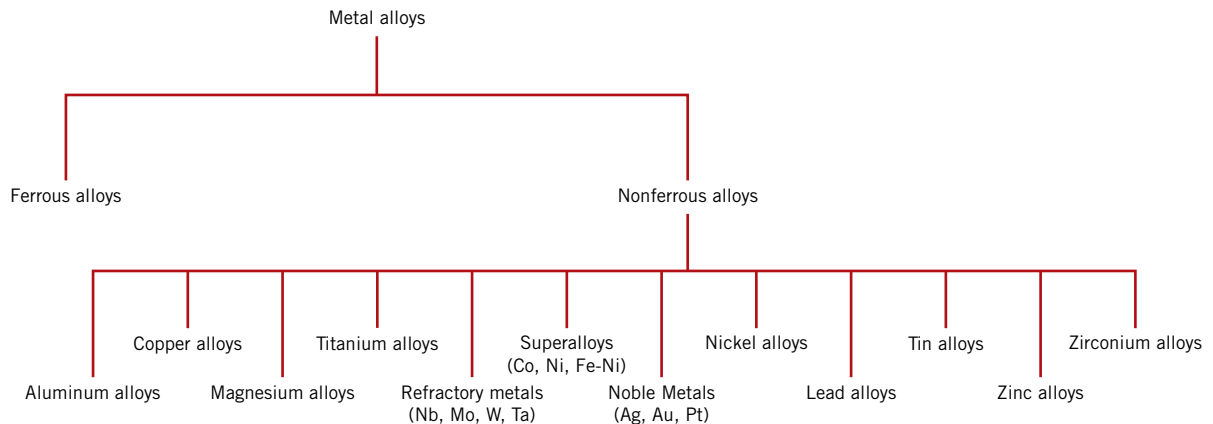 Metal alloys
Ferrous alloys
Nonferrous alloys
Copper alloys
Titanium alloys
Superalloys
(Co, Ni, Fe-Ni)
Nickel alloys
Tin alloys
Zirconium alloys
Aluminum alloys
Magnesium alloys
Refractory metals
(Nb, Mo, W, Ta)
Noble Metals
(Ag, Au, Pt)
Lead alloys
Zinc alloys